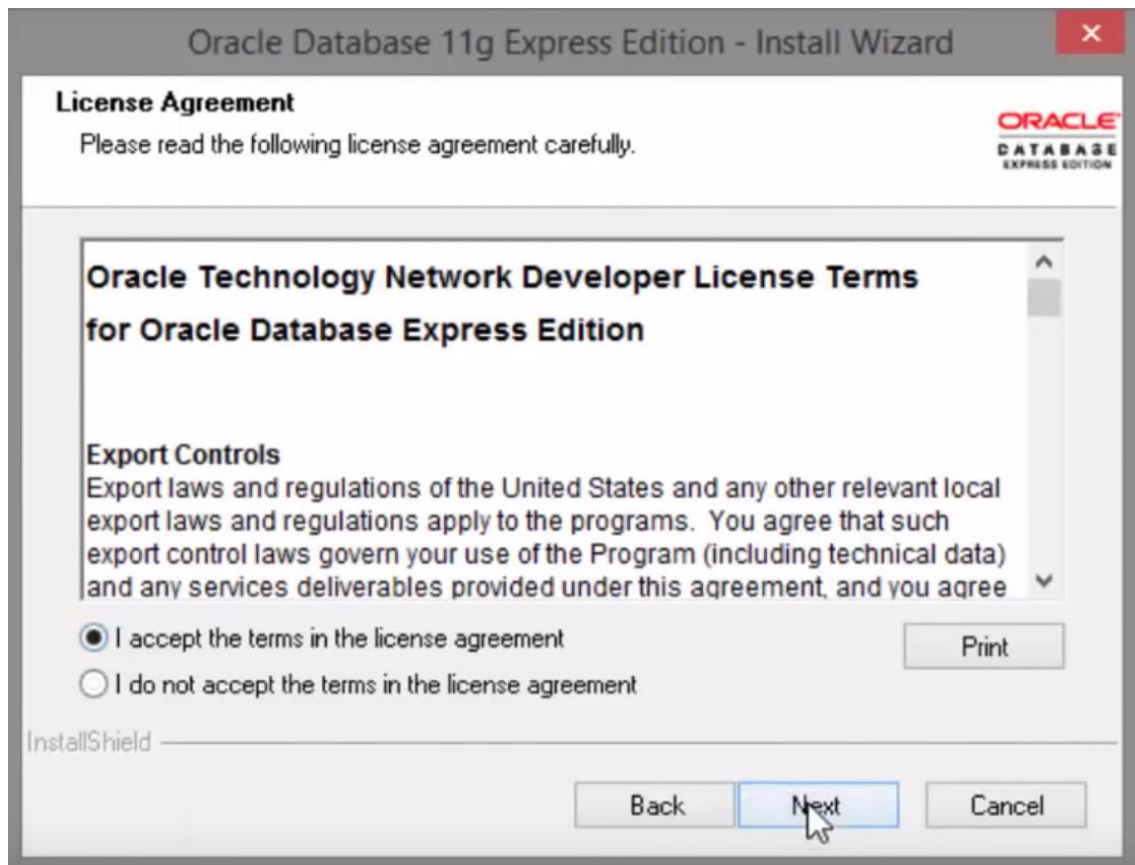 Oracle Database 11g Express Edition - Install Wizard
License Agreement
Please read the following license agreement carefully.
ORACLE
DATABASE
EXPRESS EDITION
Oracle Technology Network Developer License Terms
for Oracle Database Express Edition
Export Controls
Export laws and regulations of the United States and any other relevant local
export laws and regulations apply to the programs.  You agree that such
export control laws govern your use of the Program (including technical data)
and any services deliverables provided under this agreement, and you agree
I accept the terms in the license agreement
Print
I do not accept the terms in the license agreement
InstallShield
Back
Next
Cancel